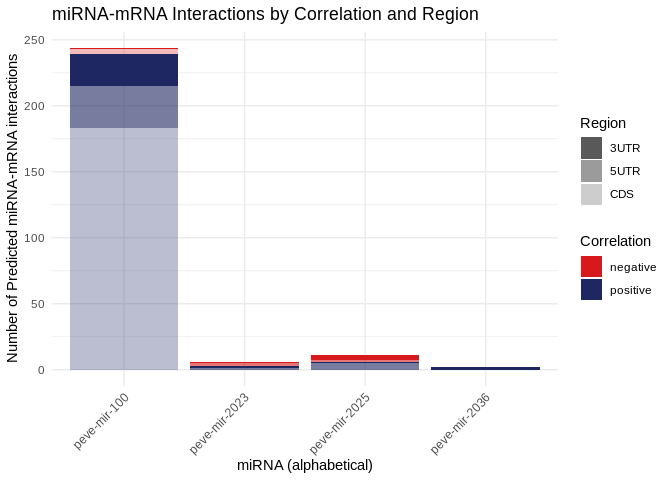 miRNA-mRNA Interactions by Correlation and Region
Number of Predicted miRNA-mRNA interactions
250
200
150
100
50
0
peve-mir-100
peve-mir-2023
peve-mir-2025
peve-mir-2036
miRNA (alphabetical)
Region
3UTR
5UTR
CDS
Correlation
negative
positive